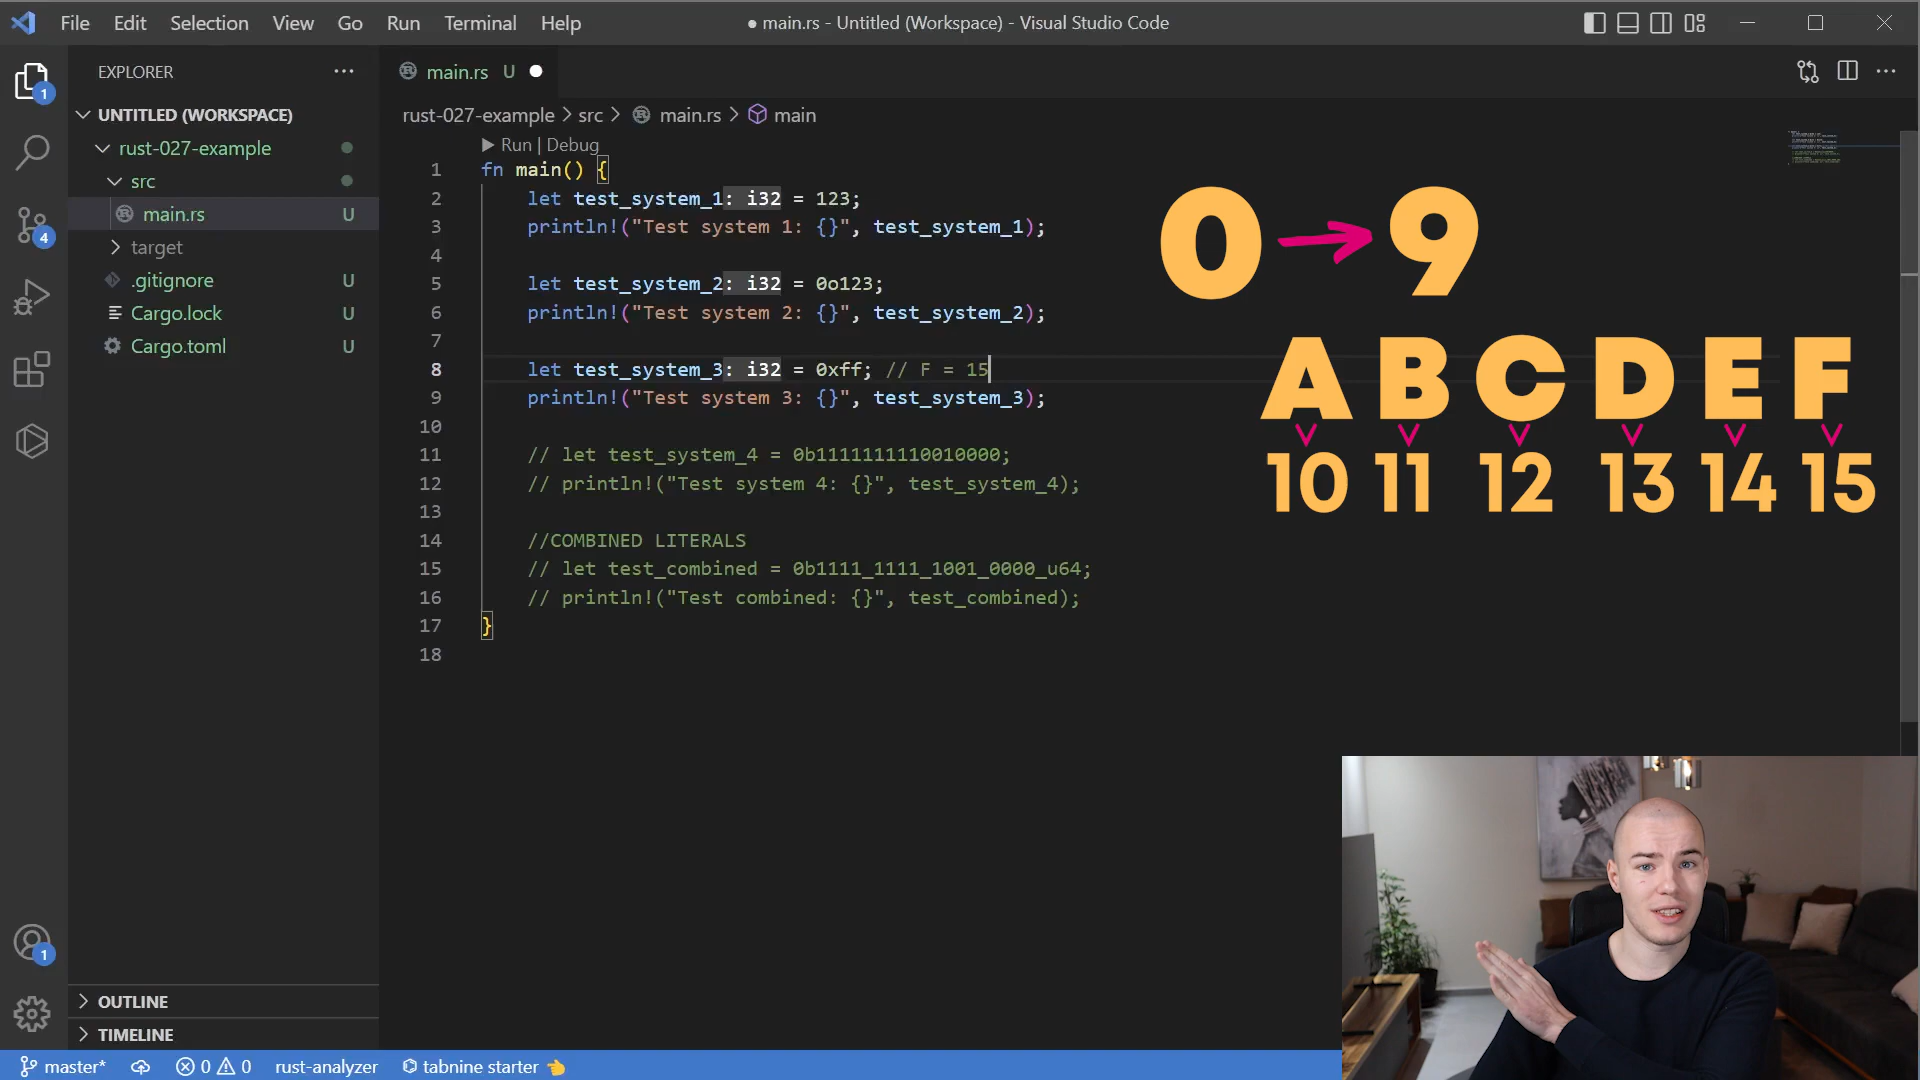 File Edit Selection View Go Run Terminal Help
● main.rs - Untitled (Workspace) - Visual Studio Code
EXPLORER
main.rs U
1
UNTITLED (WORKSPACE)
rust-027-example
src
main.rs U
target
.gitignore U
Cargo.lock U
Cargo.toml U
4
rust-027-example > src > main.rs > main
Run | Debug
1 fn main() {
2 let test_system_1: i32 = 123;
3 println!("Test system 1: {}", test_system_1);
4
5 let test_system_2: i32 = 0o123;
6 println!("Test system 2: {}", test_system_2);
7
8 let test_system_3: i32 = 0xff; // F = 15
9 println!("Test system 3: {}", test_system_3);
10
11 // let test_system_4 = 0b1111111110010000;
12 // println!("Test system 4: {}", test_system_4);
13
14 //COMBINED LITERALS
15 // let test_combined = 0b1111_1111_1001_0000_u64;
16 // println!("Test combined: {}", test_combined);
17 }
18
0 → 9
A B C D E F
10 11 12 13 14 15
1
OUTLINE
TIMELINE
master* 0 0 rust-analyzer tabnine starter